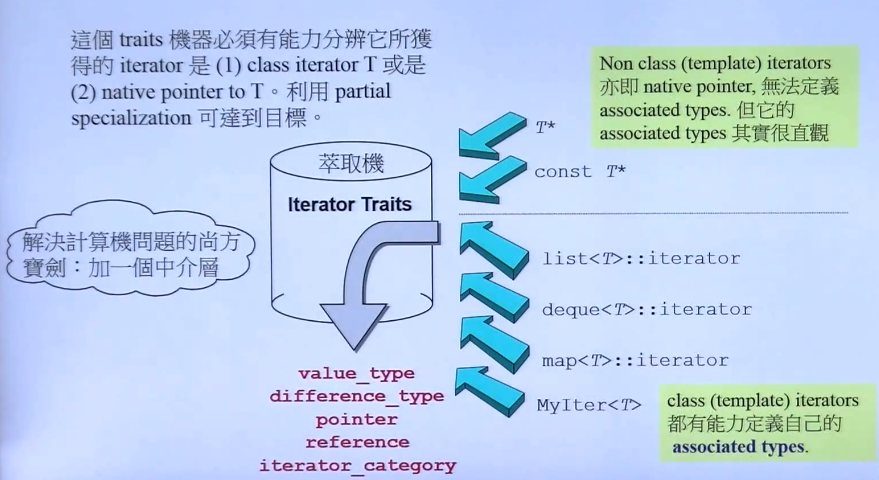 這個 traits 機器必須有能力分辨它所獲
得的 iterator 是 (1) class iterator T 或是
(2) native pointer to T。利用 partial
specialization 可達到目標。
Non class (template) iterators
亦即 native pointer, 無法定義
associated types. 但它的
associated types 其實很直觀
T*
const T*
萃取機
Iterator Traits
解決計算機問題的尚方
寶劍：加一個中介層
list<T>::iterator
deque<T>::iterator
map<T>::iterator
MyIter<T>
value_type
difference_type
pointer
reference
iterator_category
class (template) iterators
都有能力定義自己的
associated types.